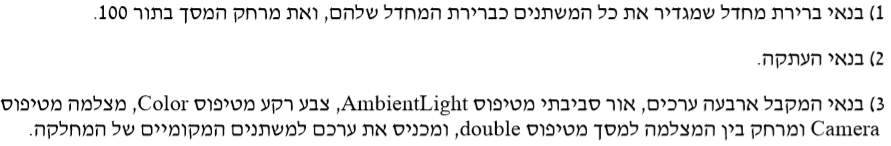 1) בנאי ברירת מחדל שמגדיר את כל המשתנים כברירת המחדל שלהם, ואת מרחק המסך בתור 100.
2) בנאי העתקה.
3) בנאי המקבל ארבעה ערכים, אור סביבתי מטיפוס AmbientLight, צבע רקע מטיפוס Color, מצלמה מטיפוס
Camera ומרחק בין המצלמה למסך מטיפוס double, ומכניס את ערכם למשתנים המקומיים של המחלקה.